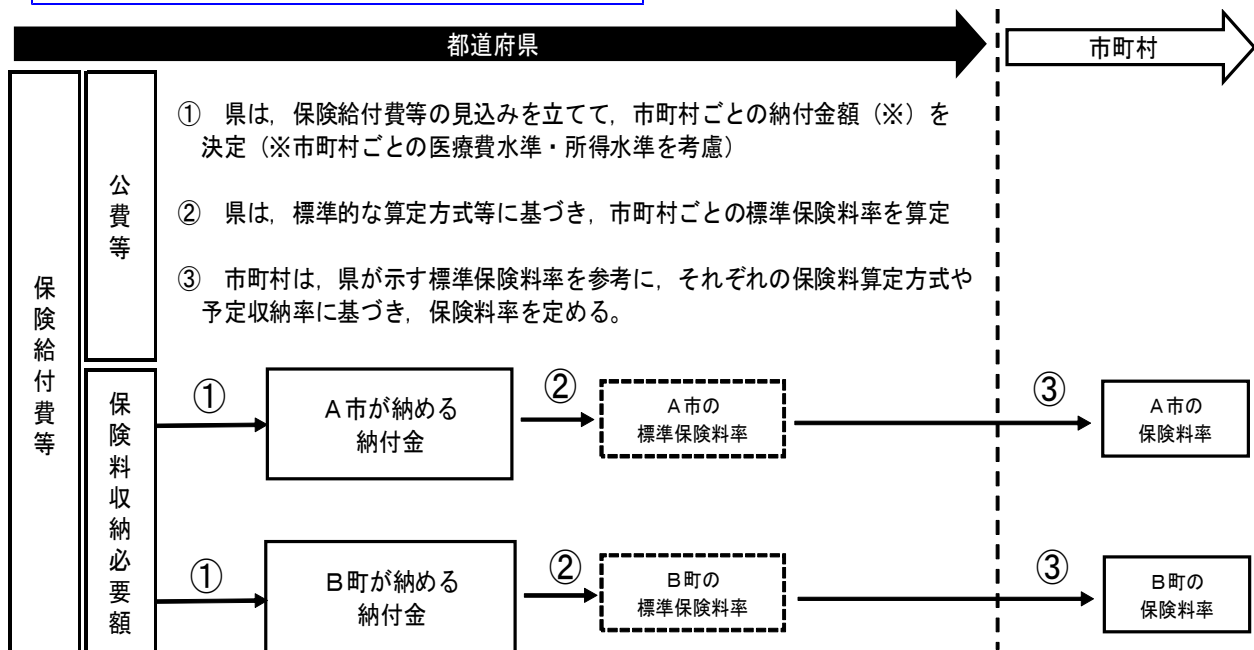 都道府県
市町村
① 県は，保険給付費等の見込みを立てて，市町村ごとの納付金額（※）を
決定（※市町村ごとの医療費水準・所得水準を考慮）
② 県は，標準的な算定方式等に基づき，市町村ごとの標準保険料率を算定
③ 市町村は，県が示す標準保険料率を参考に，それぞれの保険料算定方式や
予定収納率に基づき，保険料率を定める。
保険給付費等
公費等
保険料収納必要額
①
Ａ市が納める
納付金
②
Ａ市の
標準保険料率
③
Ａ市の
保険料率
①
Ｂ町が納める
納付金
②
Ｂ町の
標準保険料率
③
Ｂ町の
保険料率